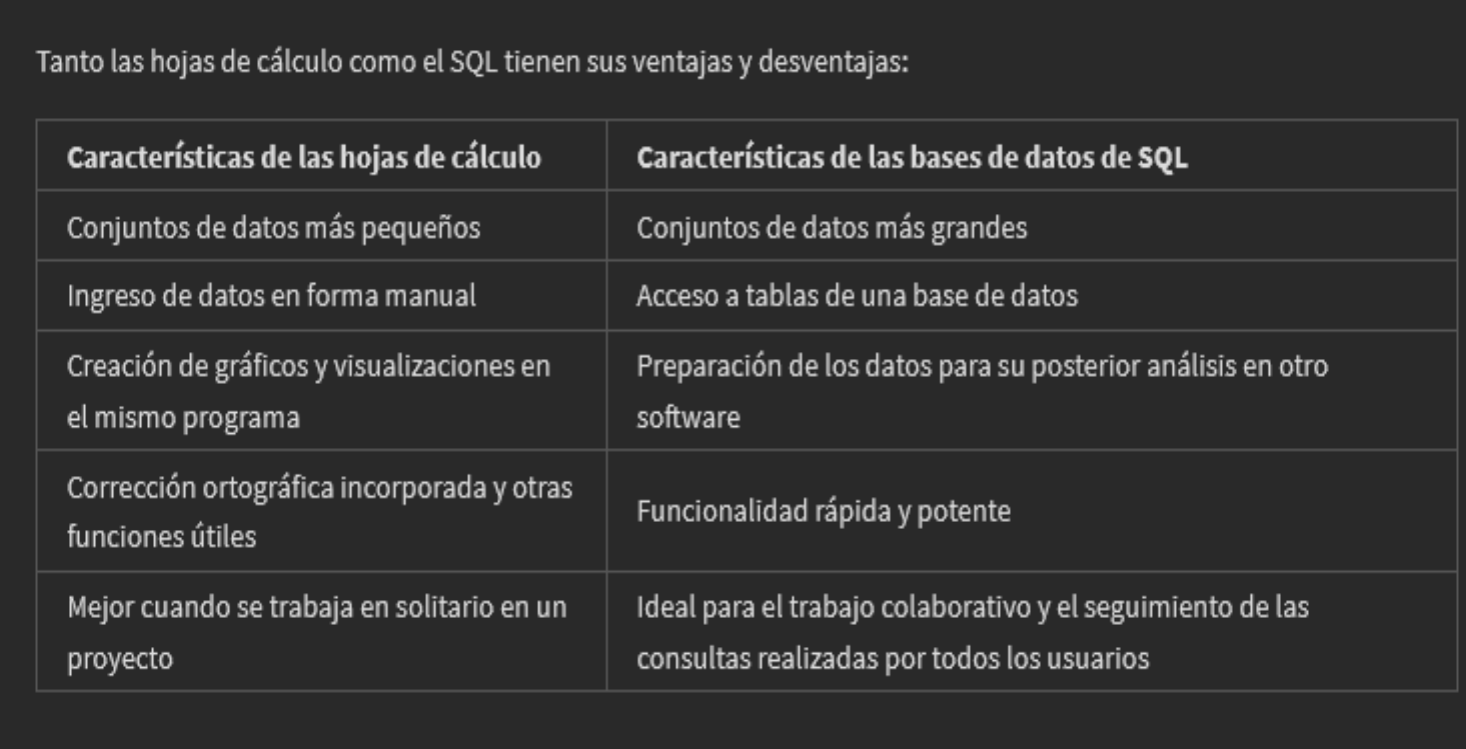 Tanto las hojas de cálculo como el SQL tienen sus ventajas y desventajas:
Características de las hojas de cálculo
Características de las bases de datos de SQL
Conjuntos de datos más pequeños
Conjuntos de datos más grandes
Ingreso de datos en forma manual
Acceso a tablas de una base de datos
Creación de gráficos y visualizaciones en
el mismo programa
Preparación de los datos para su posterior análisis en otro
software
Corrección ortográfica incorporada y otras
funciones útiles
Funcionalidad rápida y potente
Mejor cuando se trabaja en solitario en un
proyecto
Ideal para el trabajo colaborativo y el seguimiento de las
consultas realizadas por todos los usuarios